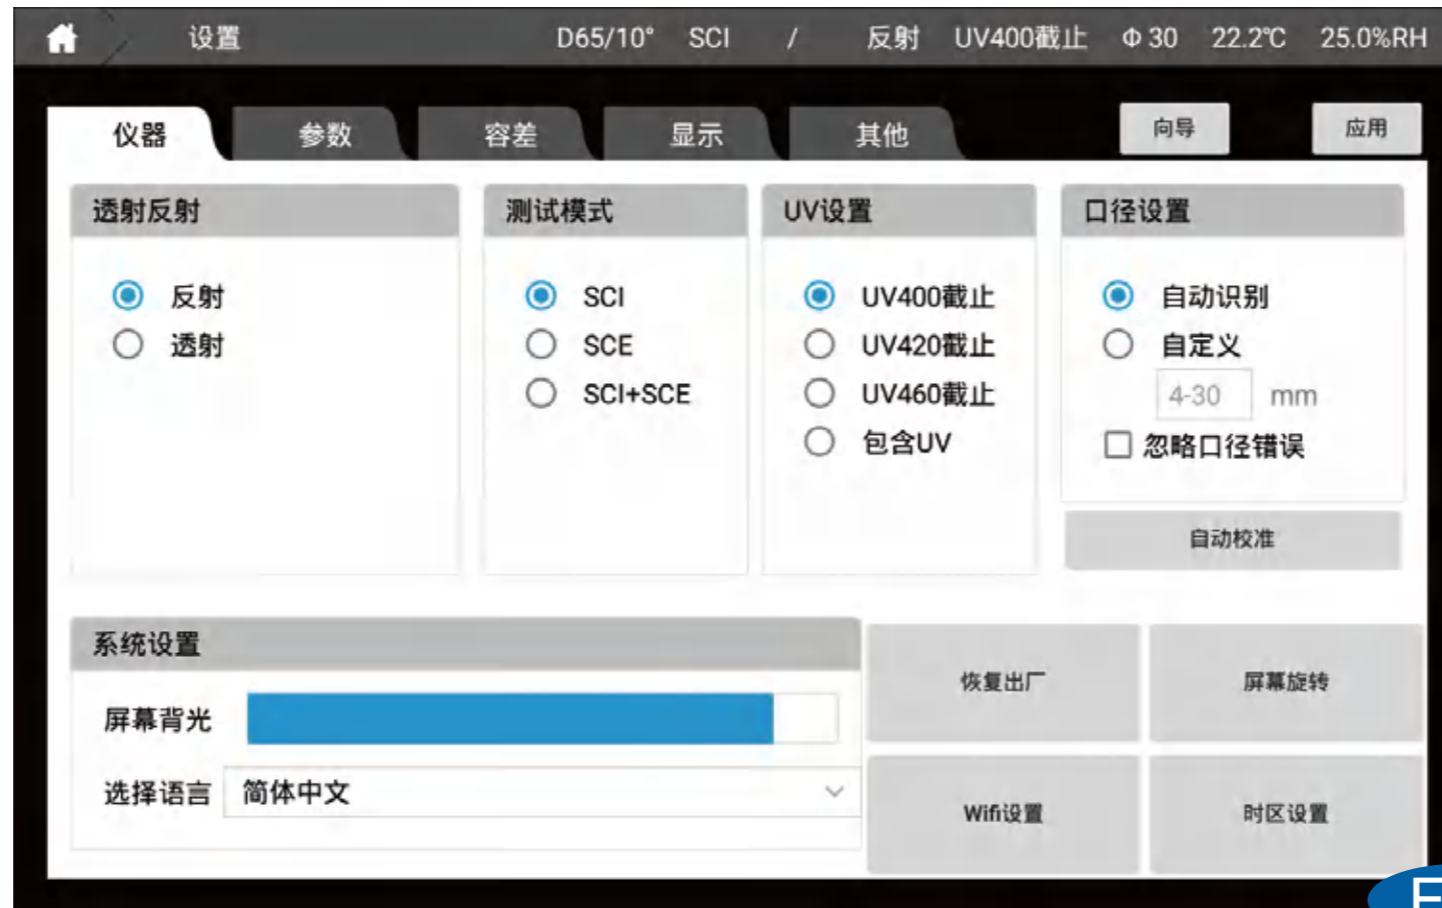 设置 D65/10° SCI / 反射 UV400截止 Φ30 22.2℃ 25.0%RH
仪器 参数 容差 显示 其他 向导 应用
透射反射
反射
透射
测试模式
SCI
SCE
SCI+SCE
UV设置
UV400截止
UV420截止
UV460截止
包含UV
口径设置
自动识别
自定义
4-30 mm
忽略口径错误
自动校准
系统设置
屏幕背光
选择语言 简体中文
恢复出厂 屏幕旋转
Wifi设置 时区设置